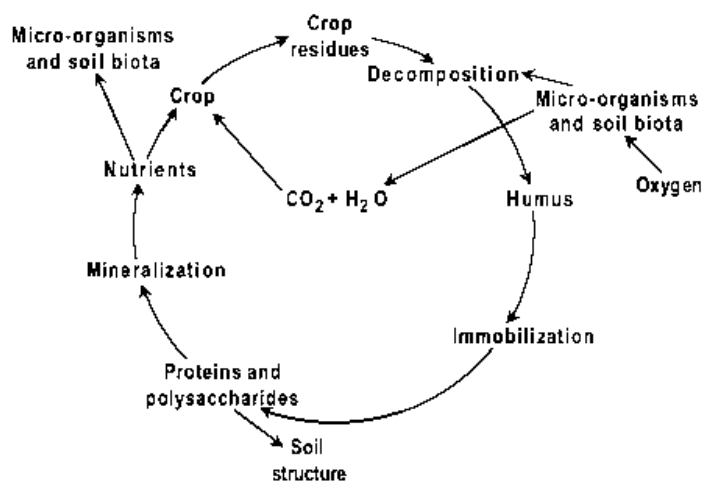 Crop
residues
Micro-organisms
and soil biota
Decomposition
Crop
Micro-organisms
and soil biota
Nutrients
Oxygen
CO2 + H2 O
Humus
Mineralization
Immobilization
Proteins and
polysaccharides
Soil
structure